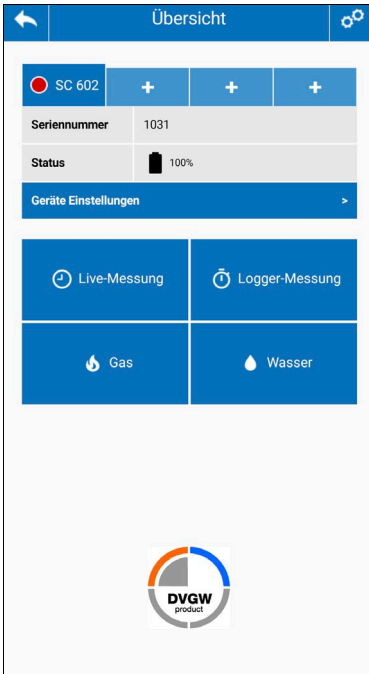 Übersicht
SC 602 + + +
Seriennummer 1031
Status 100%
Geräte Einstellungen >
Live-Messung Logger-Messung
Gas Wasser
DVGW
product